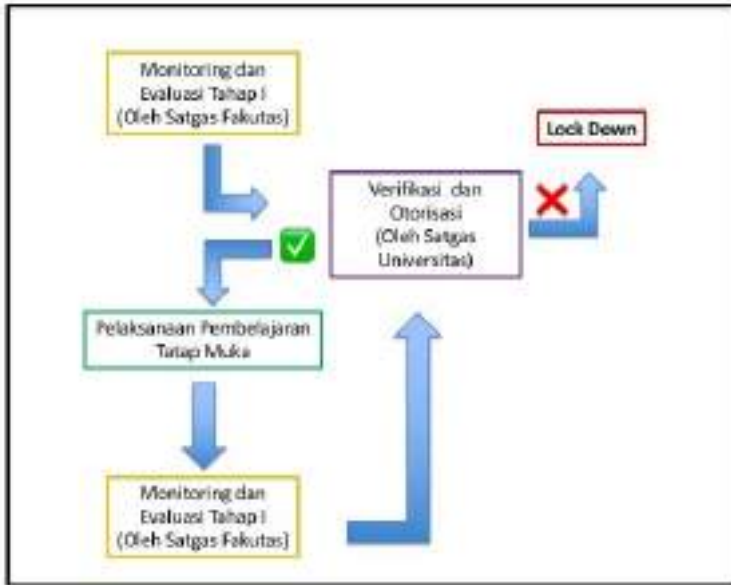 Monitoring dan
Evaluasi Tahap I
(Oleh Satgas Fakutas)
Lock Down
Verifikasi dan
Otorisasi
(Oleh Satgas
Universitas)
Pelaksanaan Pembelajaran
Tatap Muka
Monitoring dan
Evaluasi Tahap I
(Oleh Satgas Fakutas)